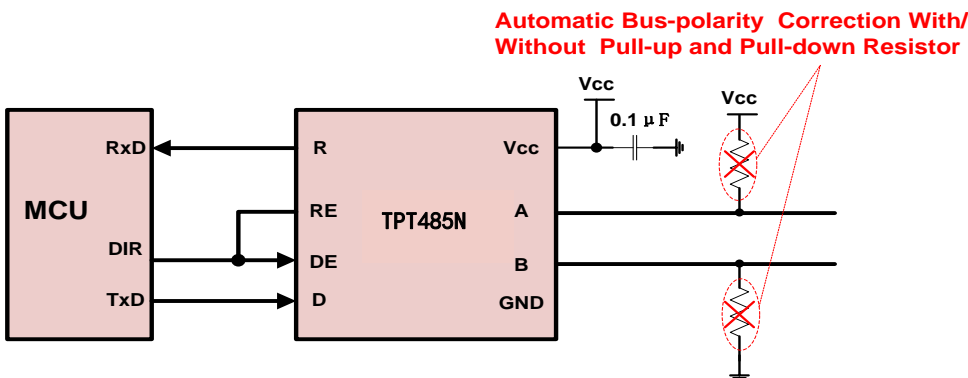 Automatic Bus-polarity Correction With/
Without Pull-up and Pull-down Resistor
Vcc
Vcc
0.1 μF
RxD
R
Vcc
MCU
RE
TPT485N
A
DIR
DE
B
TxD
D
GND